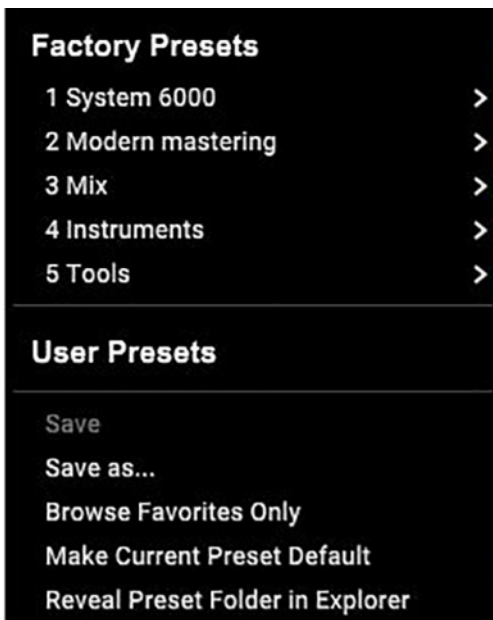 Factory Presets
1 System 6000
2 Modern mastering
3 Mix
4 Instruments
5 Tools
User Presets
Save
Save as...
Browse Favorites Only
Make Current Preset Default
Reveal Preset Folder in Explorer